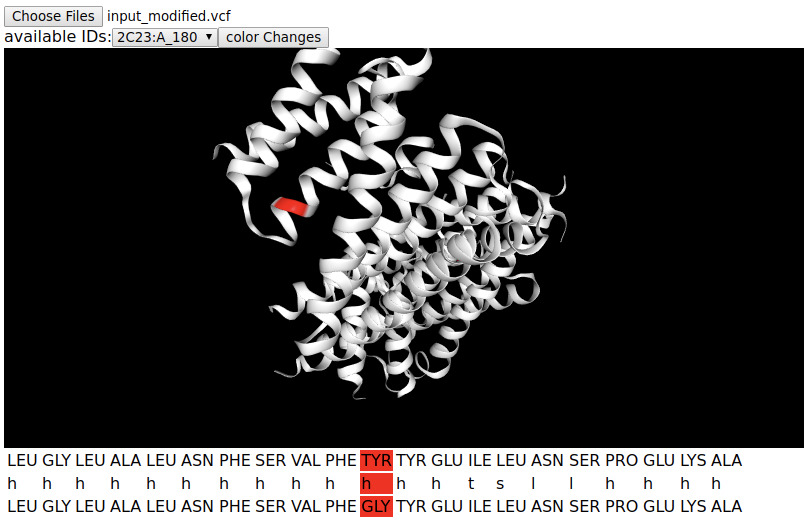 Choose Files input_modified.vcf
available IDs: 2C23:A_180 ▾ color Changes
LEU GLY LEU ALA LEU ASN PHE SER VAL PHE TYR TYR GLU ILE LEU ASN SER PRO GLU LYS ALA
h h h h h h h h h h h h h t s l l h h h h
LEU GLY LEU ALA LEU ASN PHE SER VAL PHE GLY TYR GLU ILE LEU ASN SER PRO GLU LYS ALA